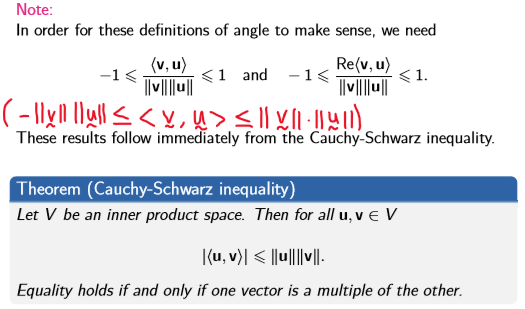 Note:
In order for these definitions of angle to make sense, we need
−1 ⩽ ⟨v, u⟩ / ‖v‖‖u‖ ⩽ 1 and −1 ⩽ Re⟨v, u⟩ / ‖v‖‖u‖ ⩽ 1.
(−‖v‖ ‖u‖ ≤ < v, u > ≤ ‖v‖·‖u‖)
These results follow immediately from the Cauchy-Schwarz inequality.
Theorem (Cauchy-Schwarz inequality)
Let V be an inner product space. Then for all u, v ∈ V
|⟨u, v⟩| ⩽ ‖u‖‖v‖.
Equality holds if and only if one vector is a multiple of the other.